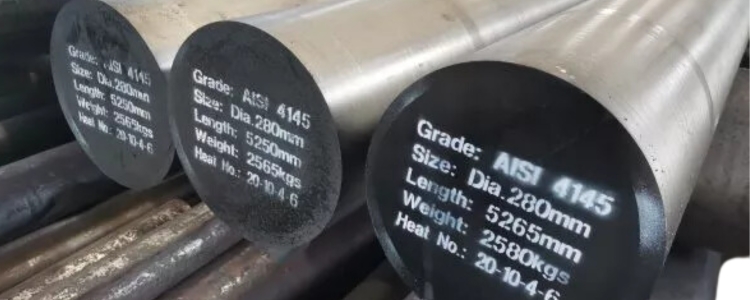 Grade: AISI 4145
Size: Dia.280mm
Length: 5250mm
Weight: 2565kgs
Heat No.: 20-10-4-6
Grade: AISI 4145
Size: Dia.280mm
Length: 5250mm
Weight: 2565kgs
Heat No.: 20-10-4-6
Grade: AISI 4145
Size: Dia.280mm
Length: 5265mm
Weight: 2580kgs
Heat No.: 20-10-4-6